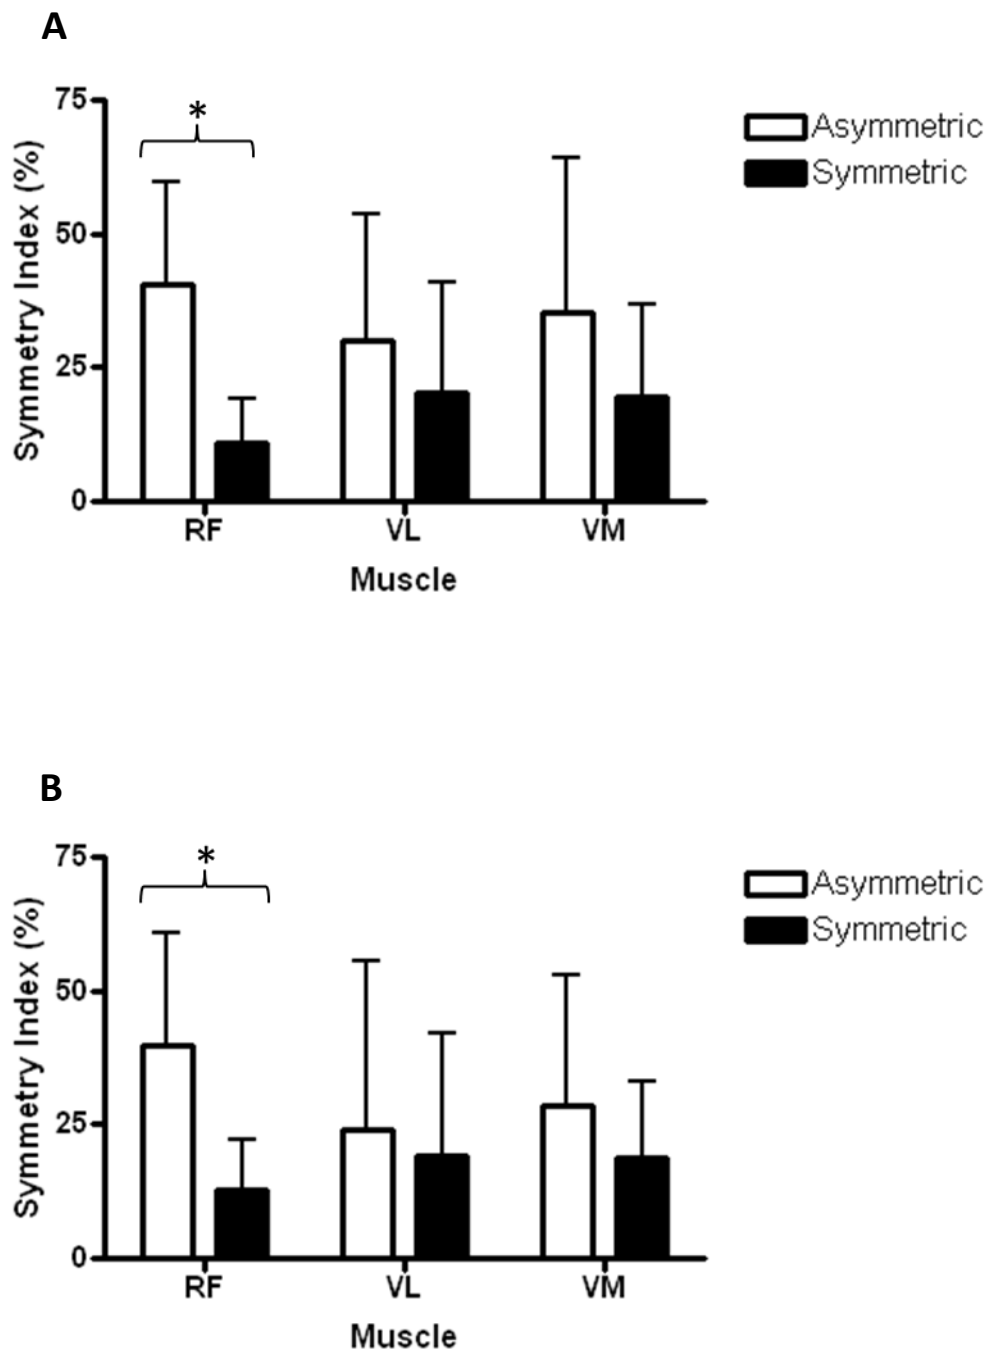 A
*
75
50
25
0
Symmetry Index (%)
Asymmetric
Symmetric
RF VL VM
Muscle
B
*
75
50
25
0
Symmetry Index (%)
Asymmetric
Symmetric
RF VL VM
Muscle